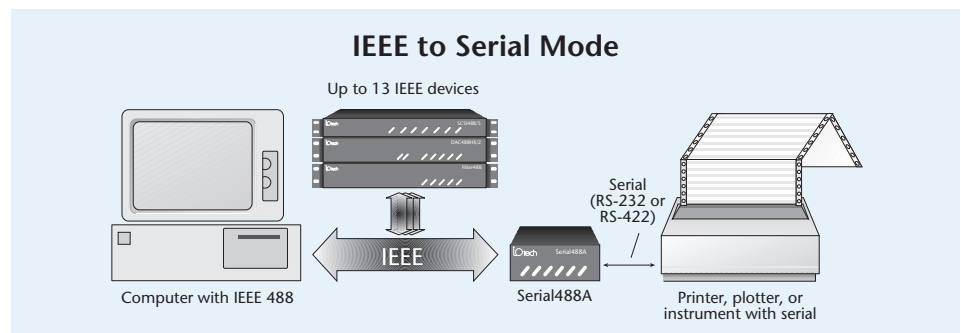 IEEE to Serial Mode
Up to 13 IEEE devices
IOtech
SCSI488/S
IOtech
DAC488HR/2
IOtech
Filter488
Serial
(RS-232 or
RS-422)
IEEE
IOtech
Serial488A
Computer with IEEE 488
Serial488A
Printer, plotter, or
instrument with serial